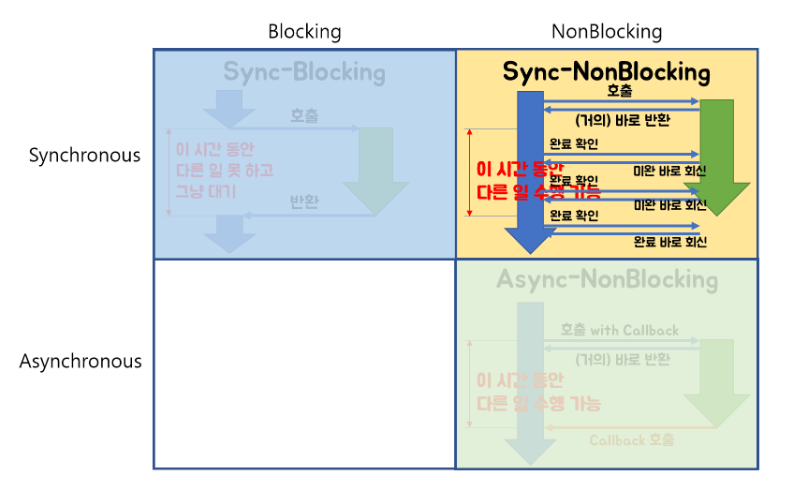 Blocking
NonBlocking
Synchronous
Sync-Blocking
호출
이 시간 동안
다른 일 못 하고
그냥 대기
반환
Sync-NonBlocking
호출
(거의) 바로 반환
완료 확인
미완 바로 회신
이 시간 동안
다른 일 수행 가능
완료 확인
미완 바로 회신
완료 확인
완료 바로 회신
Asynchronous
Async-NonBlocking
호출 with Callback
(거의) 바로 반환
이 시간 동안
다른 일 수행 가능
Callback 호출